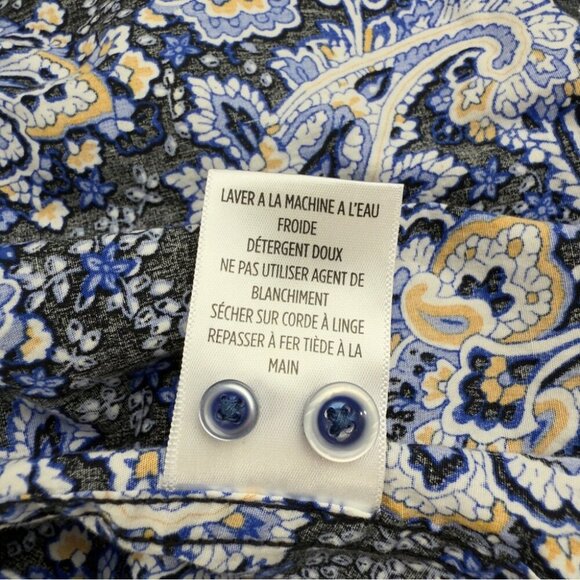 LAVER A LA MACHINE A L'EAU
FROIDE
DÉTERGENT DOUX
NE PAS UTILISER AGENT DE
BLANCHIMENT
SÉCHER SUR CORDE À LINGE
REPASSER À FER TIÈDE À LA
MAIN